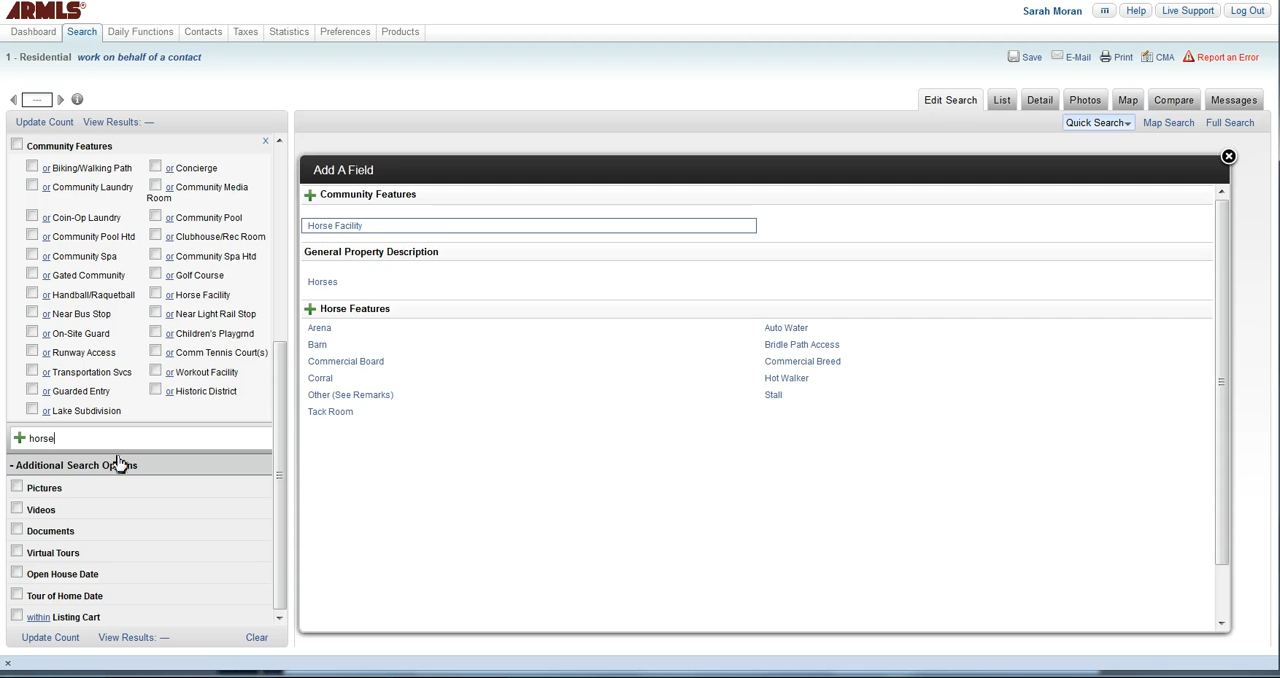 ARMLS®
Sarah Moran m Help Live Support Log Out
Dashboard Search Daily Functions Contacts Taxes Statistics Preferences Products
1 - Residential work on behalf of a contact
Save E-Mail Print CMA Report an Error
--- i
Edit Search List Detail Photos Map Compare Messages
Update Count View Results: —
Quick Search Map Search Full Search
Community Features X
or Biking/Walking Path or Concierge
or Community Laundry or Community Media
Room
or Coin-Op Laundry or Community Pool
or Community Pool Htd or Clubhouse/Rec Room
or Community Spa or Community Spa Htd
or Gated Community or Golf Course
or Handball/Raquetball or Horse Facility
or Near Bus Stop or Near Light Rail Stop
or On-Site Guard or Children's Playgrnd
or Runway Access or Comm Tennis Court(s)
or Transportation Svcs or Workout Facility
or Guarded Entry or Historic District
or Lake Subdivision
horse
- Additional Search Options
Pictures
Videos
Documents
Virtual Tours
Open House Date
Tour of Home Date
within Listing Cart
Update Count View Results: — Clear
Add A Field
Community Features
Horse Facility
General Property Description
Horses
Horse Features
Arena Auto Water
Barn Bridle Path Access
Commercial Board Commercial Breed
Corral Hot Walker
Other (See Remarks) Stall
Tack Room
x